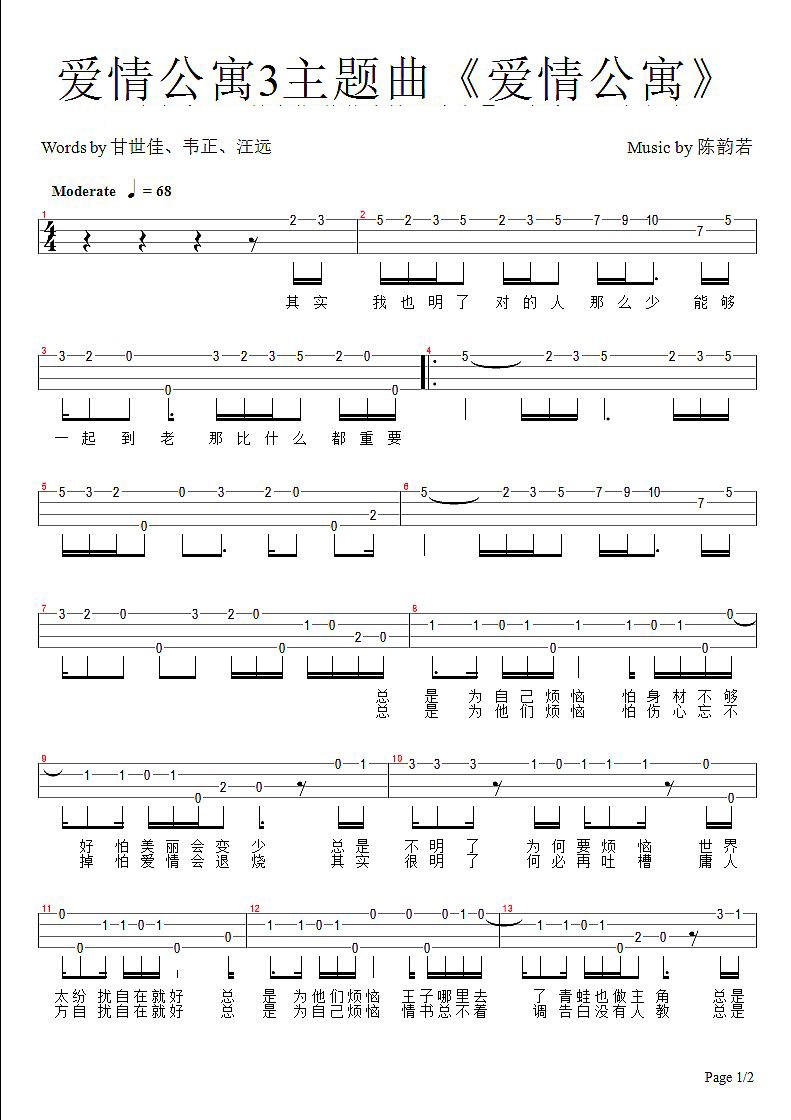 爱情公寓3主题曲《爱情公寓》
Words by 甘世佳、韦正、汪远
Music by 陈韵若
Moderate ♩ = 68
1 4/4 2 3 2 5 2 3 5 2 3 5 7 9 10 7 5
其 实 我 也 明 了 对 的 人 那 么 少 能 够
3 3 2 0 0 3 2 3 5 2 0 0 4 5 2 3 5 2 3 5
一 起 到 老 那 比 什 么 都 重 要
5 5 3 2 0 0 3 2 0 0 2 6 5 2 3 5 7 9 10 7 5
7 3 2 0 0 3 2 0 0 1 0 2 0 8 1 1 0 1 0 1 1 0 1 0 0
总 是 为 自 己 烦 恼 怕 身 材 不 够
总 是 为 他 们 烦 恼 怕 伤 心 忘 不
9 1 1 0 1 0 2 0 0 1 10 3 3 3 1 0 1 1 1 0 0
好 怕 美 丽 会 变 少 总 是 不 明 了 为 何 要 烦 恼 世 界
掉 怕 爱 情 会 退 烧 其 实 很 明 了 何 必 再 吐 槽 庸 人
11 0 0 1 1 0 1 0 0 12 1 1 0 1 0 0 0 0 1 0 13 1 1 0 1 0 2 0 3 1
太 纷 扰 自 在 就 好 总 是 为 他 们 烦 恼 王 子 哪 里 去 了 青 蛙 也 做 主 角 总 是
方 自 扰 自 在 就 好 总 是 为 自 己 烦 恼 情 书 总 不 着 调 告 白 没 有 人 教 总 是
Page 1/2